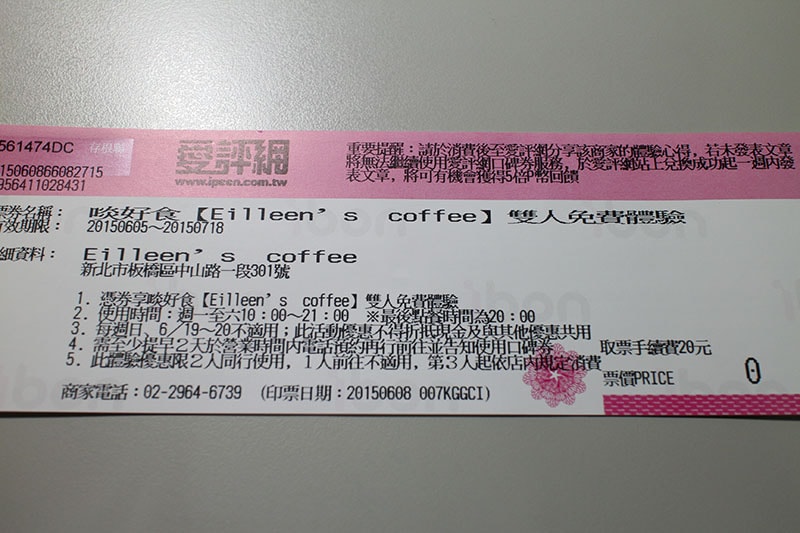 561474DC 存根聯
15060866082715
956411028431
愛評網
www.ipeen.com.tw
重要提醒：請於消費後至愛評網分享該商家的體驗心得，若未發表文章
將無法繼續使用愛評網口碑券服務，於愛評網站上兌換成功起一週內發
表文章，將可有機會獲得5倍P幣回饋
票券名稱： 啖好食【Eilleen's coffee】雙人免費體驗
有效期限： 20150605～20150718
細資料： Eilleen's coffee
新北市板橋區中山路一段301號
1. 憑券享啖好食【Eilleen's coffee】雙人免費體驗
2. 使用時間：週一至六10：00～21：00 ※最後點餐時間為20：00
3. 每週日、6／19～20不適用；此活動優惠不得折抵現金及與其他優惠共用
4. 需至少提早2天於營業時間內電話預約再行前往並告知使用口碑券
5. 此體驗優惠限2人同行使用，1人前往不適用，第3人起依店內規定消費
取票手續費20元
票價PRICE 0
商家電話：02-2964-6739 (印票日期：20150608 007KGGCI)